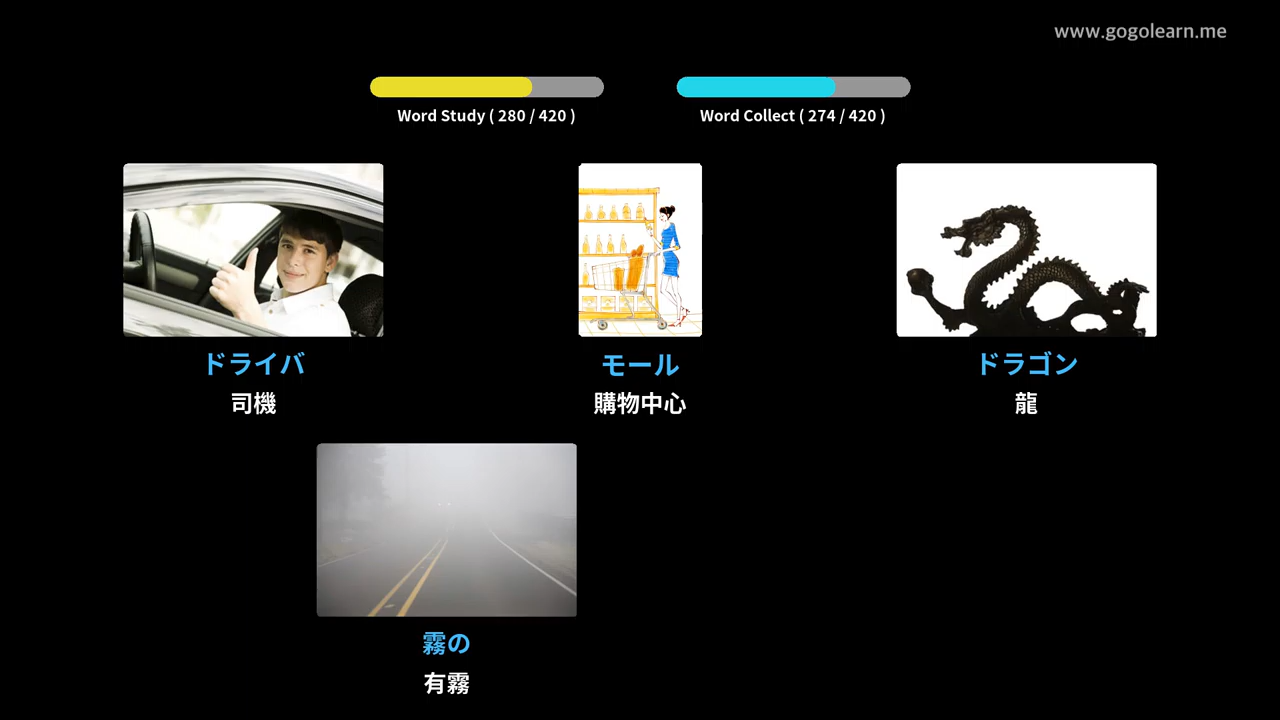 www.gogolearn.me
Word Study ( 280 / 420 )
Word Collect ( 274 / 420 )
ドライバ
司機
モール
購物中心
ドラゴン
龍
霧の
有霧